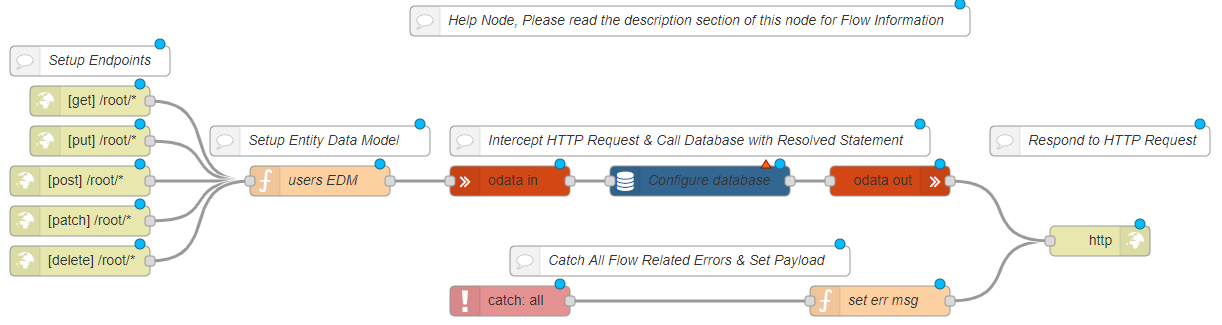 Help Node, Please read the description section of this node for Flow Information
Setup Endpoints
[get] /root/*
[put] /root/*
[post] /root/*
[patch] /root/*
[delete] /root/*
Setup Entity Data Model
users EDM
Intercept HTTP Request & Call Database with Resolved Statement
odata in
Configure database
odata out
Respond to HTTP Request
http
Catch All Flow Related Errors & Set Payload
catch: all
set err msg